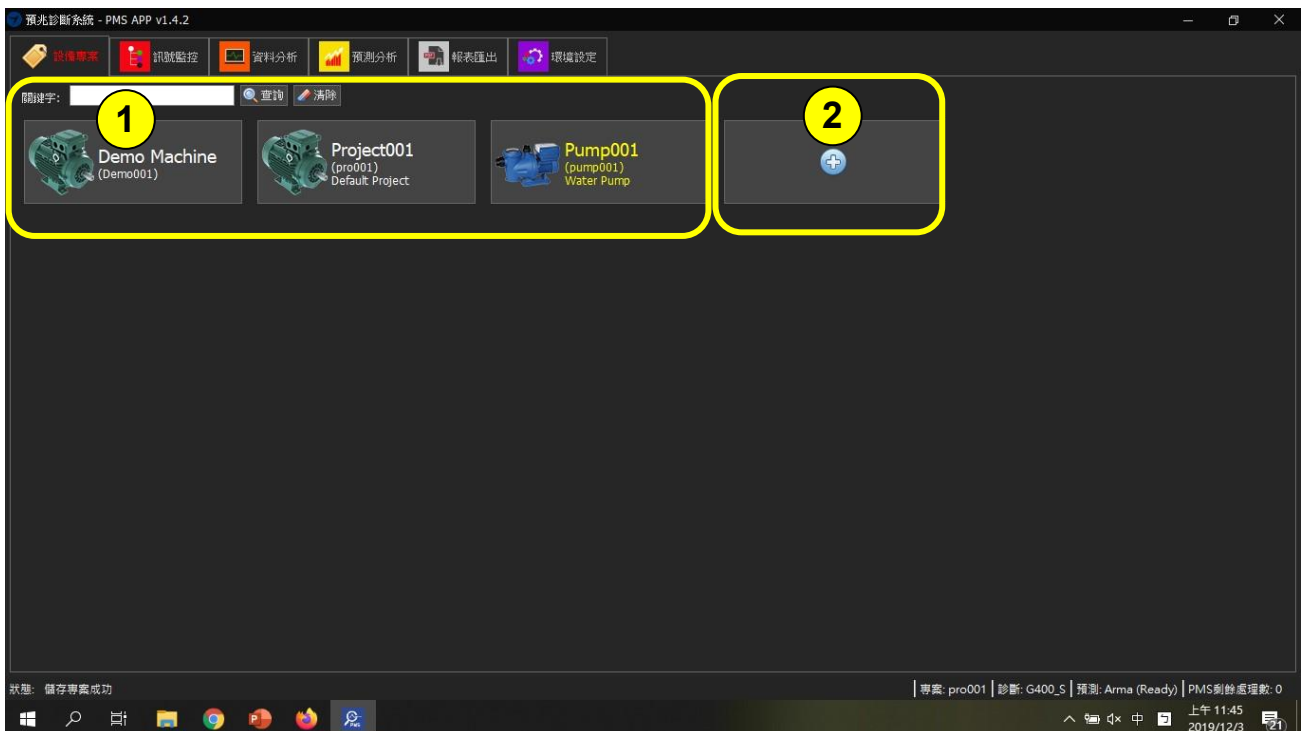 預兆診斷系統 - PMS APP v1.4.2
設備專案 訊號監控 資料分析 預測分析 報表匯出 環境設定
關鍵字: 查詢 清除
1
2
Demo Machine
(Demo001)
Project001
(pro001)
Default Project
Pump001
(pump001)
Water Pump
狀態: 儲存專案成功
專案: pro001 診斷: G400_S 預測: Arma (Ready) PMS剩餘處理數: 0
中
上午 11:45
2019/12/3
21
PMS